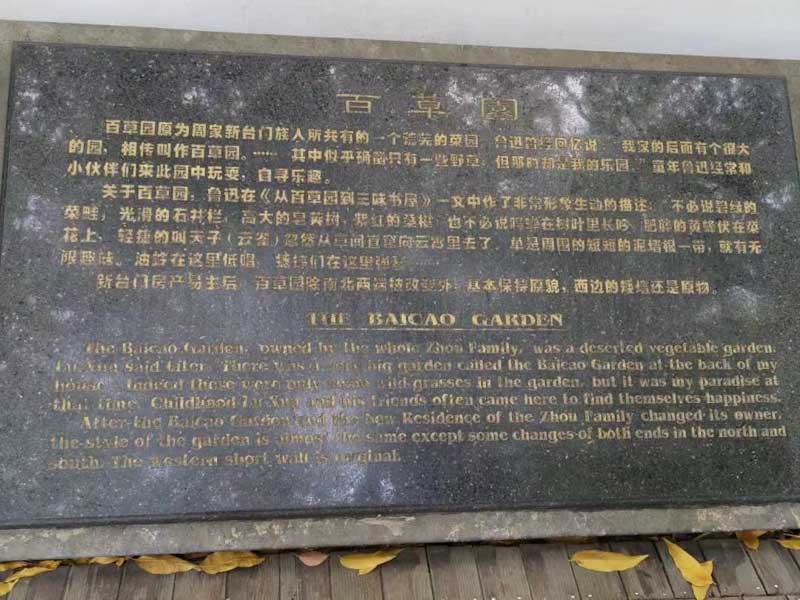 百草园
百草园原为周家新台门族人所共有的一个荒芜的菜园，鲁迅曾经回忆说："我家的后面有个很大
的园，相传叫作百草园。…… 其中似乎确凿只有一些野草，但那时却是我的乐园。"童年鲁迅经常和
小伙伴们来此园中玩耍，自寻乐趣。
关于百草园，鲁迅在《从百草园到三味书屋》一文中作了非常形象生动的描述："不必说碧绿的
菜畦，光滑的石井栏，高大的皂荚树，紫红的桑椹，也不必说鸣蝉在树叶里长吟，肥胖的黄蜂伏在菜
花上，轻捷的叫天子（云雀）忽然从草间直窜向云霄里去了，单是周围的短短的泥墙根一带，就有无
限趣味。油蛉在这里低唱，蟋蟀们在这里弹琴……"
新台门房产易主后，百草园除南北两端被改变外，基本保持原貌，西边的矮墙还是原物。
THE BAICAO GARDEN
The Baicao Garden, owned by the whole Zhou Family, was a deserted vegetable garden.
Lu Xun said Later: There was a very big garden called the Baicao Garden at the back of my
house. Indeed there were only some wild grasses in the garden, but it was my paradise at
that time. Childhood Lu Xun and his friends often came here to find themselves happiness.
After the Baicao Garden and the New Residence of the Zhou Family changed its owner,
the style of the garden is almost the same except some changes of both ends in the north and
south. The western short wall is original.